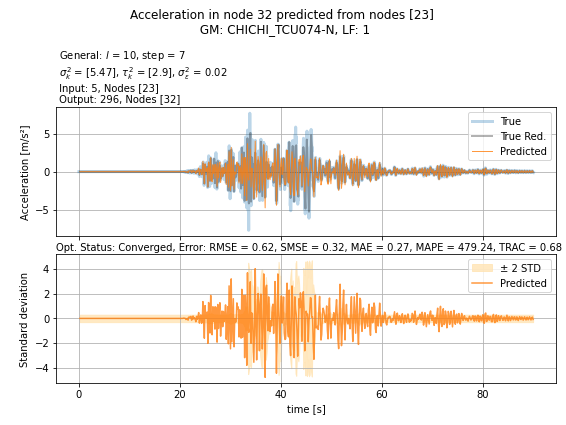 Acceleration in node 32 predicted from nodes [23]
GM: CHICHI_TCU074-N, LF: 1
General: l = 10, step = 7
σ²ₖ = [5.47], τ²ₖ = [2.9], σ²ε = 0.02
Input: 5, Nodes [23]
Output: 296, Nodes [32]
Acceleration [m/s²]
5
0
−5
True
True Red.
Predicted
Opt. Status: Converged, Error: RMSE = 0.62, SMSE = 0.32, MAE = 0.27, MAPE = 479.24, TRAC = 0.68
Standard deviation
4
2
0
−2
−4
± 2 STD
Predicted
0 20 40 60 80
time [s]